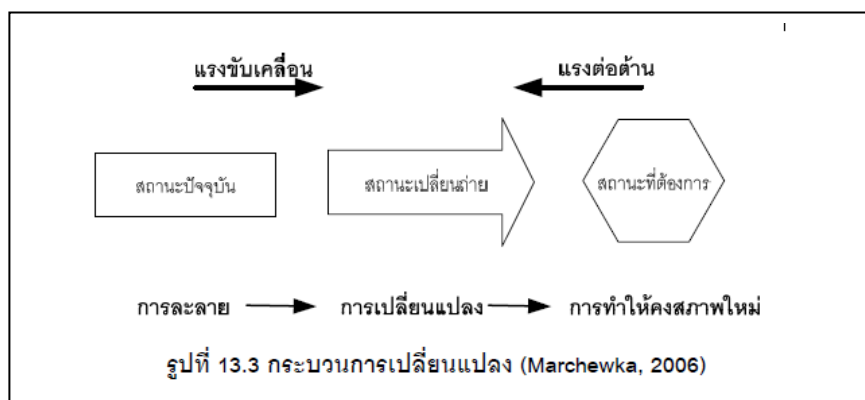 แรงขับเคลื่อน แรงต่อต้าน
สถานะปัจจุบัน สถานะเปลี่ยนถ่าย สถานะที่ต้องการ
การละลาย การเปลี่ยนแปลง การทำให้คงสภาพใหม่
รูปที่ 13.3 กระบวนการเปลี่ยนแปลง (Marchewka, 2006)